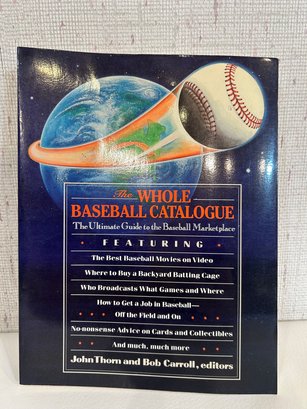 The WHOLE
BASEBALL CATALOGUE
The Ultimate Guide to the Baseball Marketplace
FEATURING
The Best Baseball Movies on Video
Where to Buy a Backyard Batting Cage
Who Broadcasts What Games and Where
How to Get a Job in Baseball—
Off the Field and On
No-nonsense Advice on Cards and Collectibles
And much, much more
John Thorn and Bob Carroll, editors